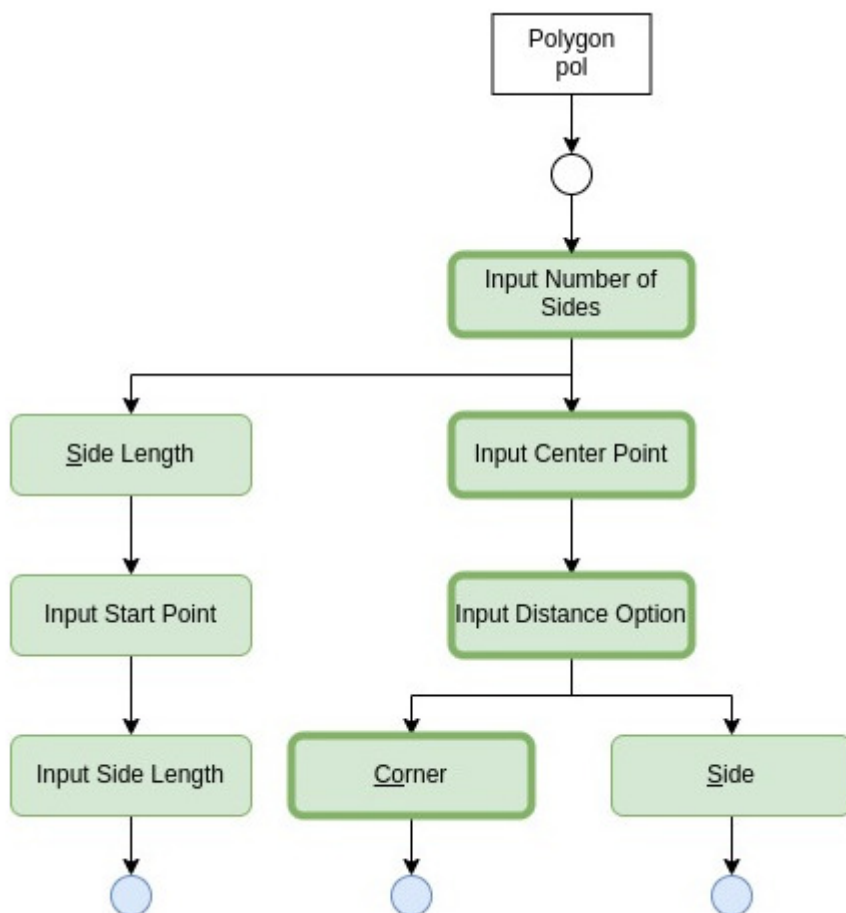 Polygon
pol
Input Number of
Sides
Side Length
Input Center Point
Input Start Point
Input Distance Option
Input Side Length
Corner
Side